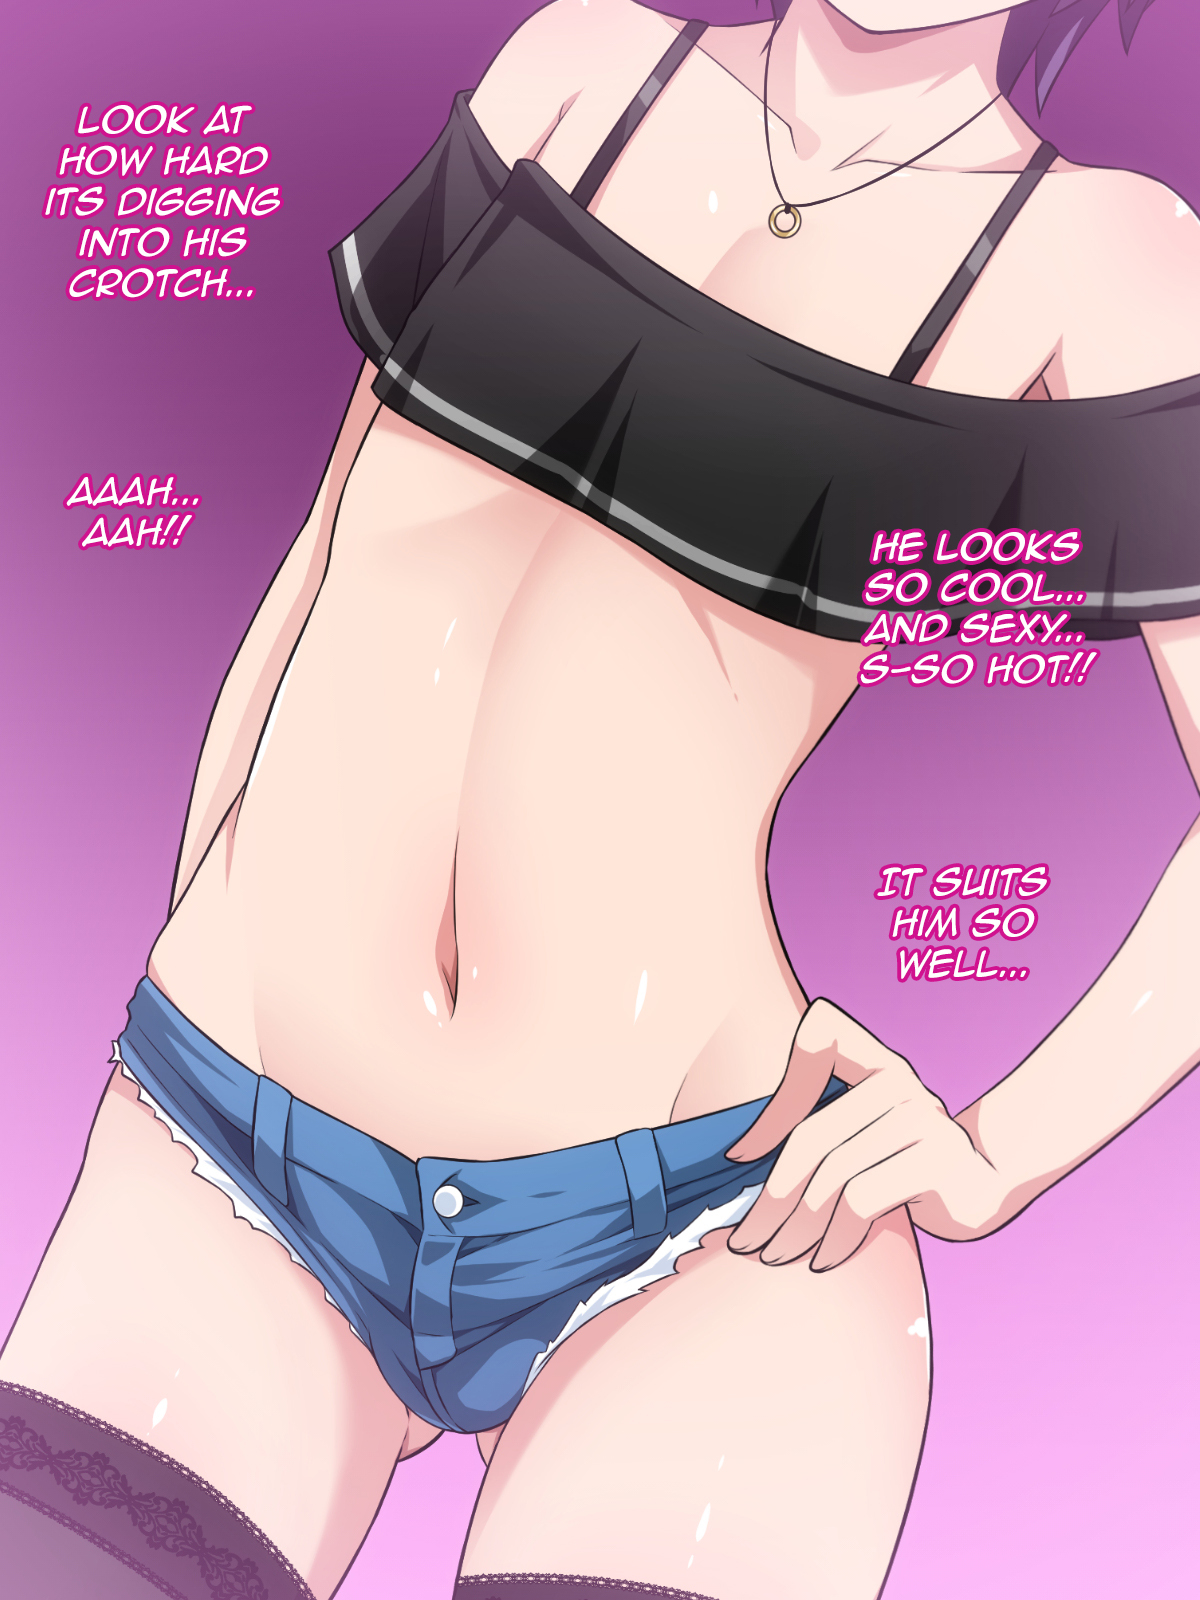 LOOK AT
HOW HARD
ITS DIGGING
INTO HIS
CROTCH...
AAAH...
AAH!!
HE LOOKS
SO COOL...
AND SEXY...
S-SO HOT!!
IT SUITS
HIM SO
WELL...